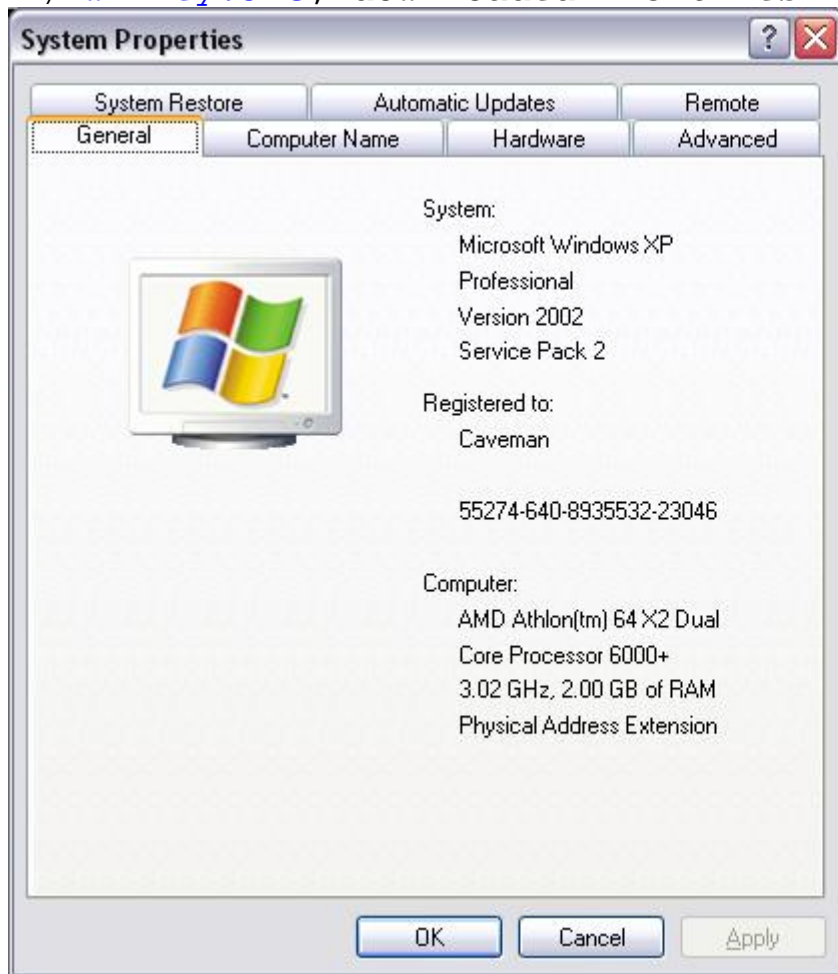 System Properties
System Restore Automatic Updates Remote
General Computer Name Hardware Advanced
System:
Microsoft Windows XP
Professional
Version 2002
Service Pack 2
Registered to:
Caveman
55274-640-8935532-23046
Computer:
AMD Athlon(tm) 64 X2 Dual
Core Processor 6000+
3.02 GHz, 2.00 GB of RAM
Physical Address Extension
OK Cancel Apply